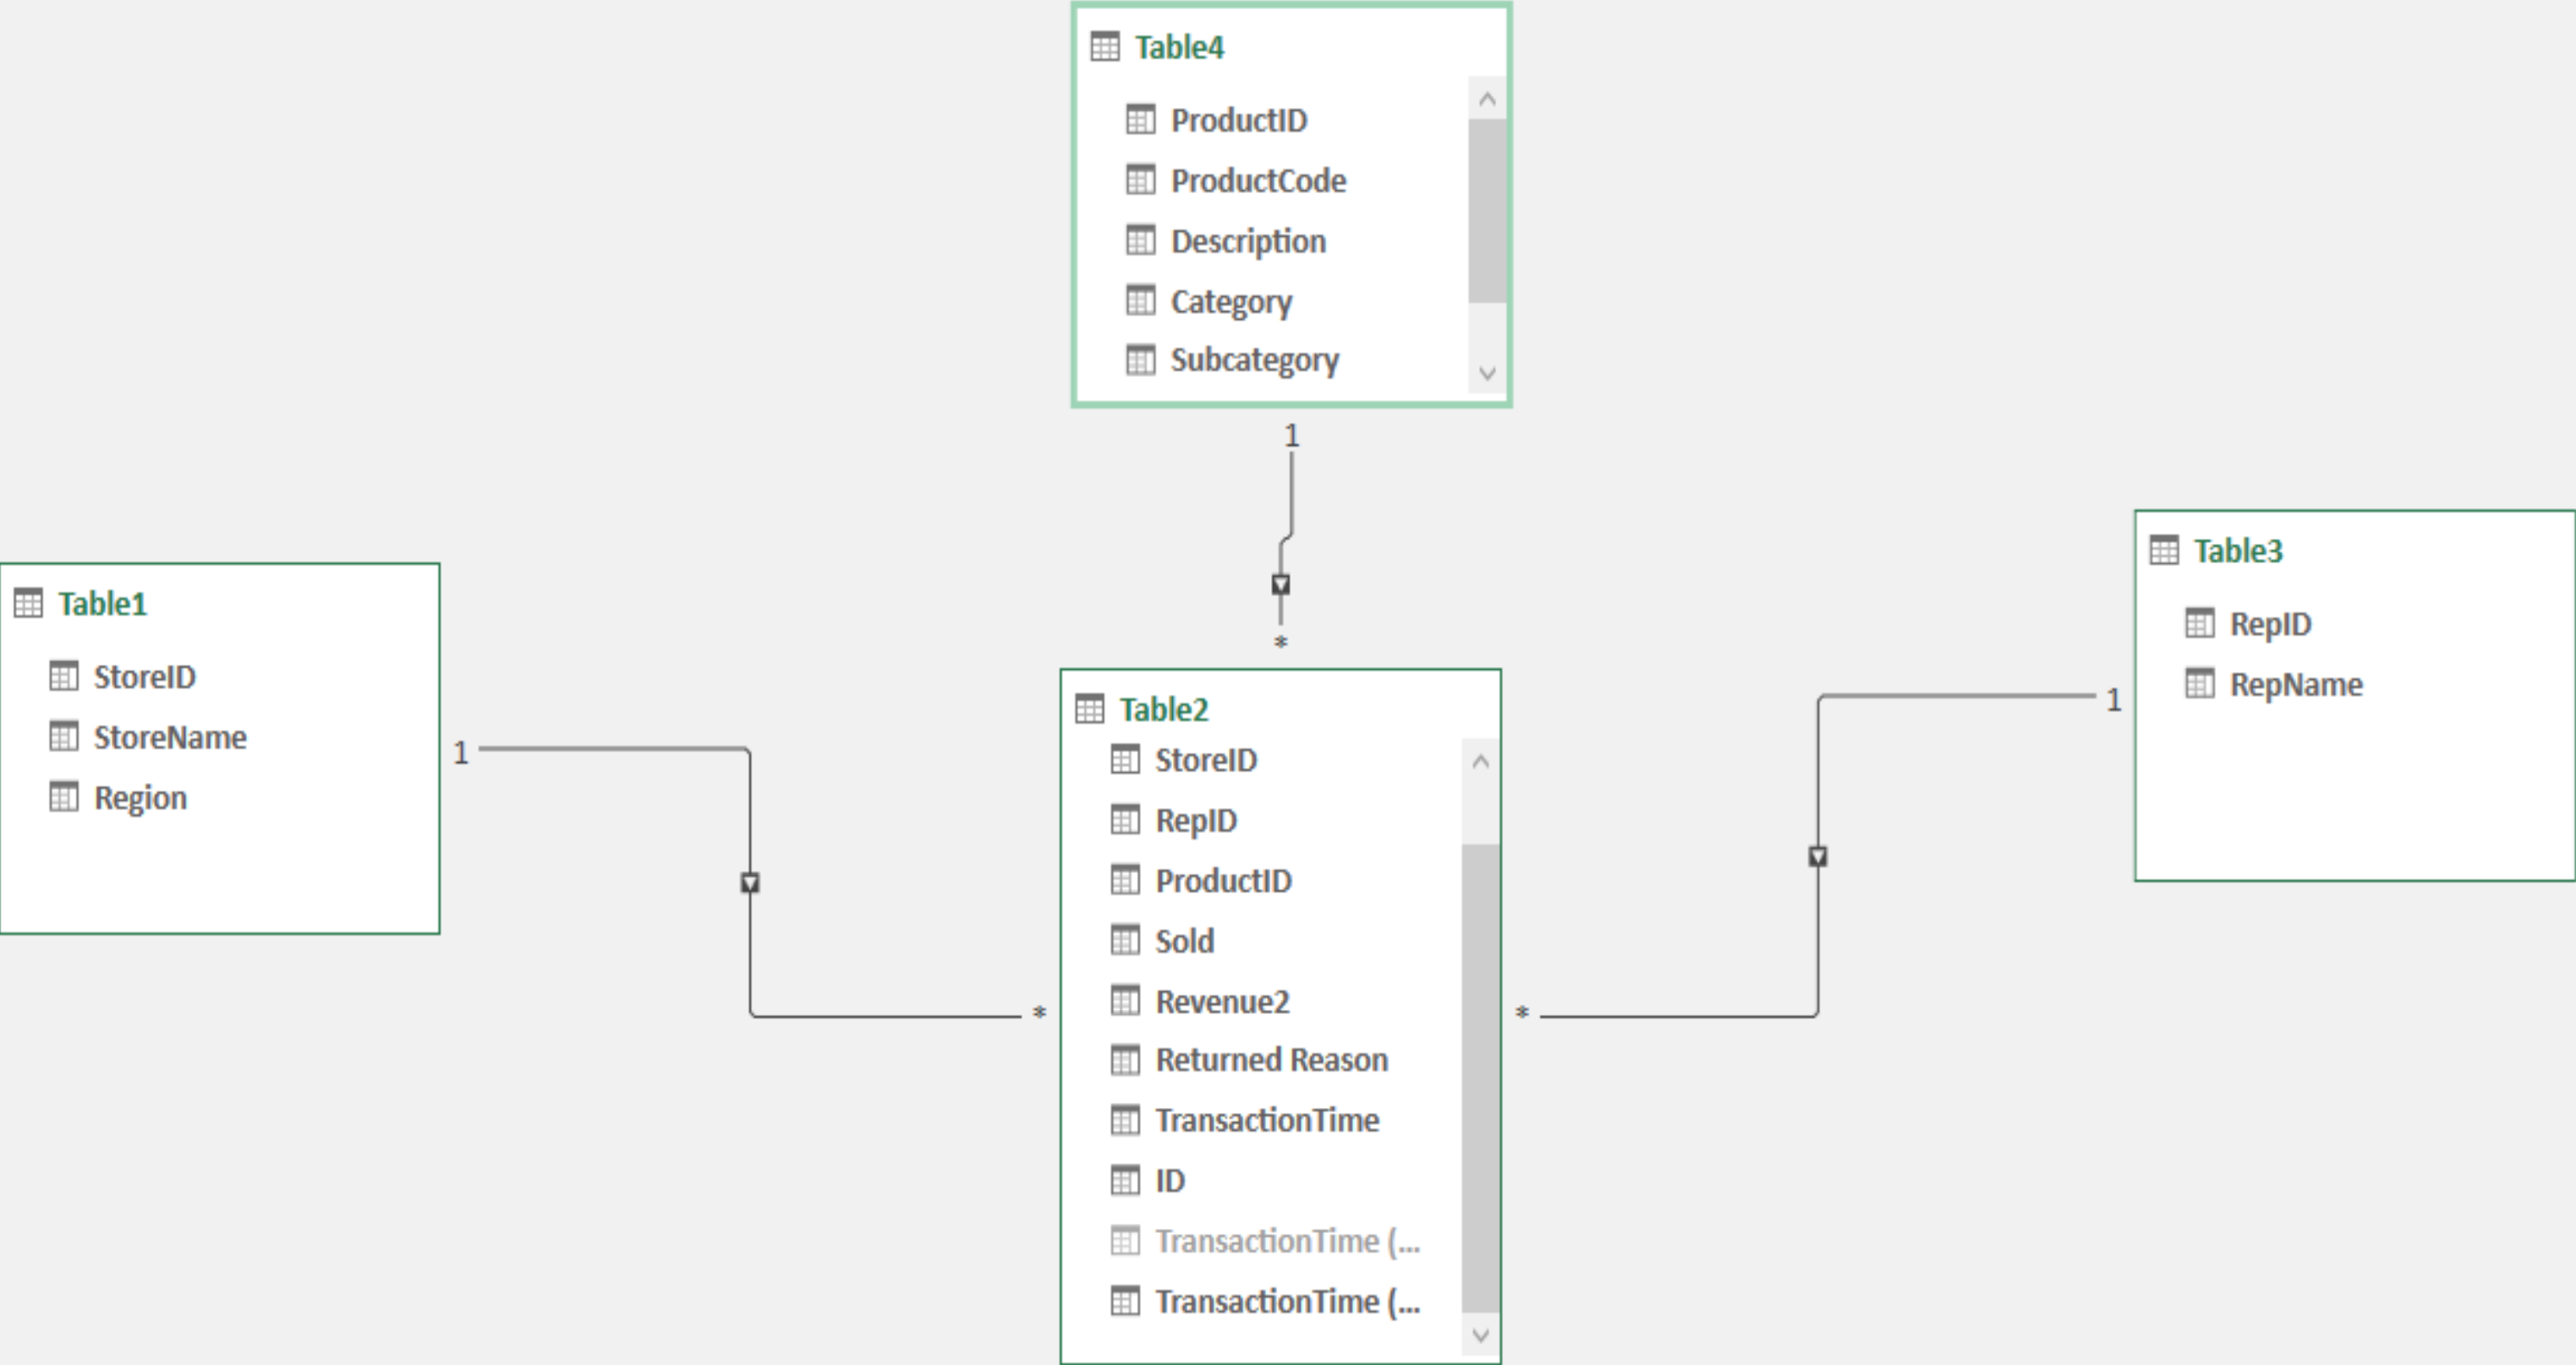 Table4
ProductID
ProductCode
Description
Category
Subcategory
1
*
Table1
StoreID
StoreName
Region
1
*
Table2
StoreID
RepID
ProductID
Sold
Revenue2
Returned Reason
TransactionTime
ID
TransactionTime (...
TransactionTime (...
*
1
Table3
RepID
RepName